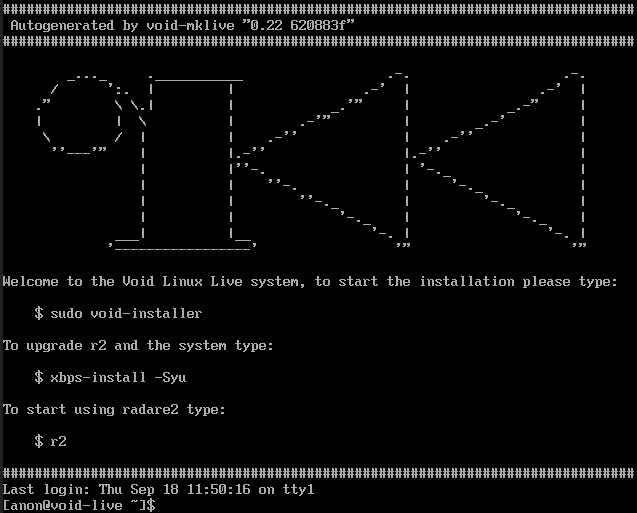 ###############################################################################
Autogenerated by void-mklive "0.22 620883f"
###############################################################################
Welcome to the Void Linux Live system, to start the installation please type:
$ sudo void-installer
To upgrade r2 and the system type:
$ xbps-install -Syu
To start using radare2 type:
$ r2
###############################################################################
Last login: Thu Sep 18 11:50:16 on tty1
[anon@void-live ~]$